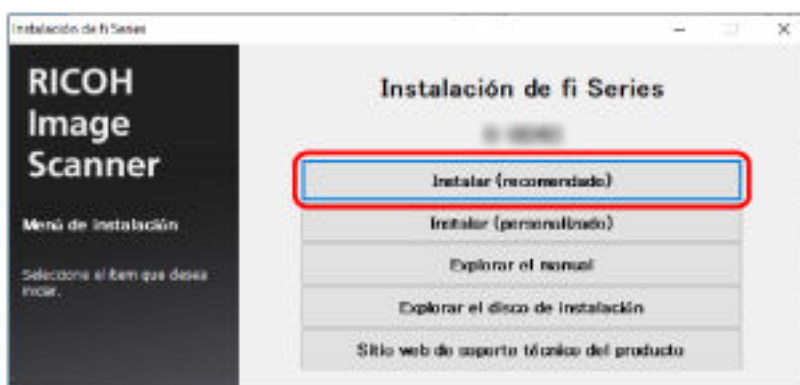 Instalación de fi Series
RICOH
Image
Scanner
Menú de instalación
Seleccione el ítem que desea
iniciar.
Instalación de fi Series
Instalar (recomendado)
Instalar (personalizado)
Explorar el manual
Explorar el disco de instalación
Sitio web de soporte técnico del producto